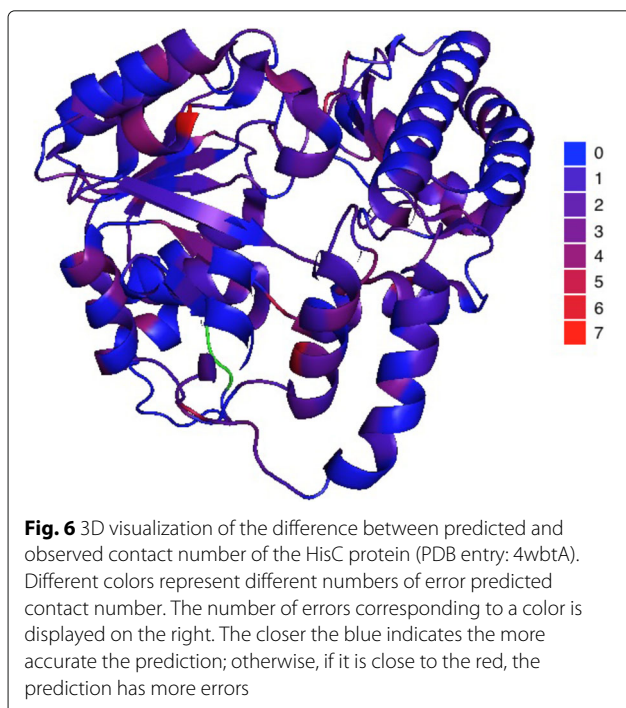 0
1
2
3
4
5
6
7
Fig. 6 3D visualization of the difference between predicted and
observed contact number of the HisC protein (PDB entry: 4wbtA).
Different colors represent different numbers of error predicted
contact number. The number of errors corresponding to a color is
displayed on the right. The closer the blue indicates the more
accurate the prediction; otherwise, if it is close to the red, the
prediction has more errors